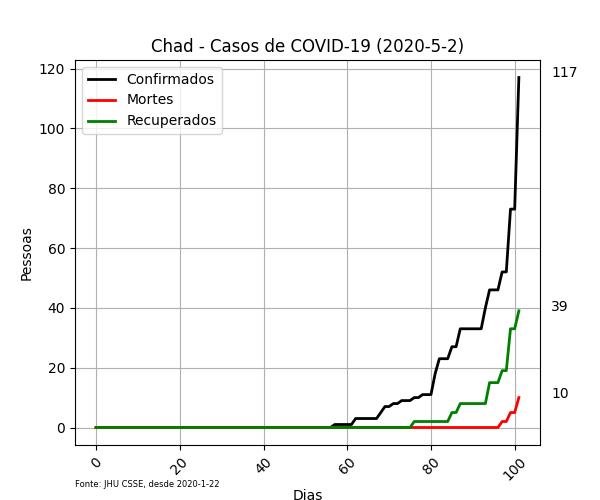 Chad - Casos de COVID-19 (2020-5-2)
Confirmados
Mortes
Recuperados
120
100
80
60
40
20
0
Pessoas
117
39
10
0
20
40
60
80
100
Fonte: JHU CSSE, desde 2020-1-22
Dias